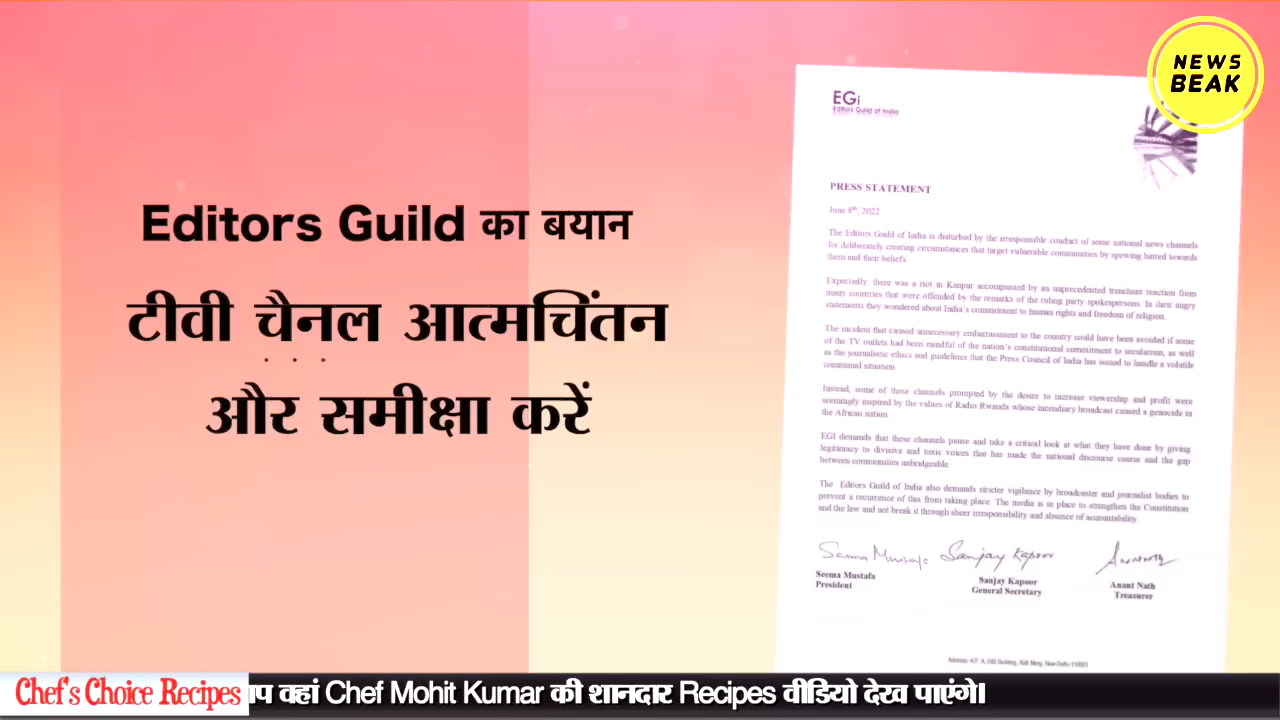 NEWS
BEAK
Editors Guild का बयान
टीवी चैनल आत्मचिंतन
और समीक्षा करें
EGi
Editors Guild of India
PRESS STATEMENT
June 8th, 2022
The Editors Guild of India is disturbed by the irresponsible conduct of some national news channels
for deliberately creating circumstances that target vulnerable communities by spewing hatred towards
them and their beliefs.
Expectedly, there was a riot in Kanpur accompanied by an unprecedented trenchant reaction from
many countries that were offended by the remarks of the ruling party spokespersons. In their angry
statements they wondered about India's commitment to human rights and freedom of religion.
The incident that caused unnecessary embarrassment to the country could have been avoided if some
of the TV outlets had been mindful of the nation's constitutional commitment to secularism, as well
as the journalistic ethics and guidelines that the Press Council of India has issued to handle a volatile
communal situation.
Instead, some of these channels prompted by the desire to increase viewership and profit were
seemingly inspired by the values of Radio Rwanda whose incendiary broadcast caused a genocide in
the African nation.
EGI demands that these channels pause and take a critical look at what they have done by giving
legitimacy to divisive and toxic voices that has made the national discourse coarse and the gap
between communities unbridgeable.
The Editors Guild of India also demands stricter vigilance by broadcaster and journalist bodies to
prevent a recurrence of this from taking place. The media is in place to strengthen the Constitution
and the law and not break it through sheer irresponsibility and absence of accountability.
Seema Mustafa Sanjay Kapoor
Seema Mustafa Sanjay Kapoor Anant Nath
President General Secretary Treasurer
Chef's Choice Recipes वहां Chef Mohit Kumar की शानदार Recipes वीडियो देख पाएंगे।